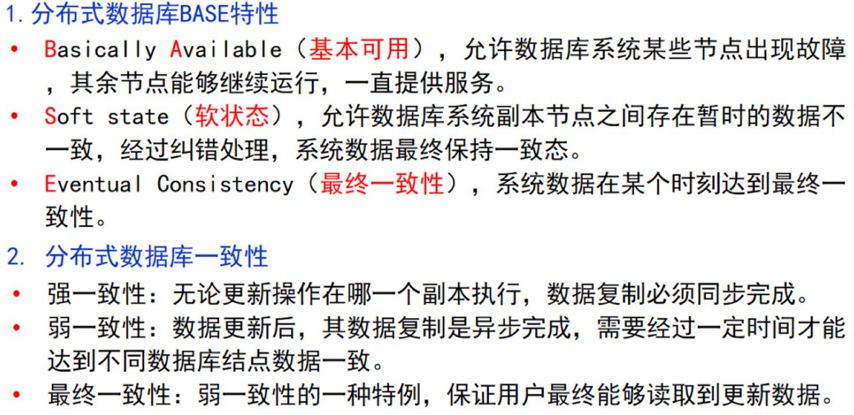 1.分布式数据库BASE特性
• Basically Available（基本可用），允许数据库系统某些节点出现故障
，其余节点能够继续运行，一直提供服务。
• Soft state（软状态），允许数据库系统副本节点之间存在暂时的数据不
一致，经过纠错处理，系统数据最终保持一致态。
• Eventual Consistency（最终一致性），系统数据在某个时刻达到最终一
致性。
2. 分布式数据库一致性
• 强一致性：无论更新操作在哪一个副本执行，数据复制必须同步完成。
• 弱一致性：数据更新后，其数据复制是异步完成，需要经过一定时间才能
达到不同数据库结点数据一致。
• 最终一致性：弱一致性的一种特例，保证用户最终能够读取到更新数据。